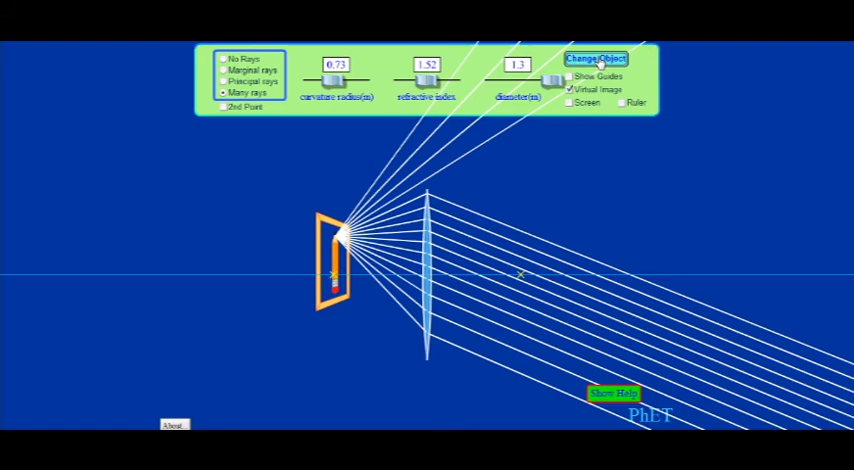 No Rays
Marginal rays
Principal rays
Many rays
2nd Point
0.73
curvature radius(m)
1.52
refractive index
1.3
diameter(m)
Change Object
Show Guides
Virtual Image
Screen
Ruler
Show Help
PhET
About...